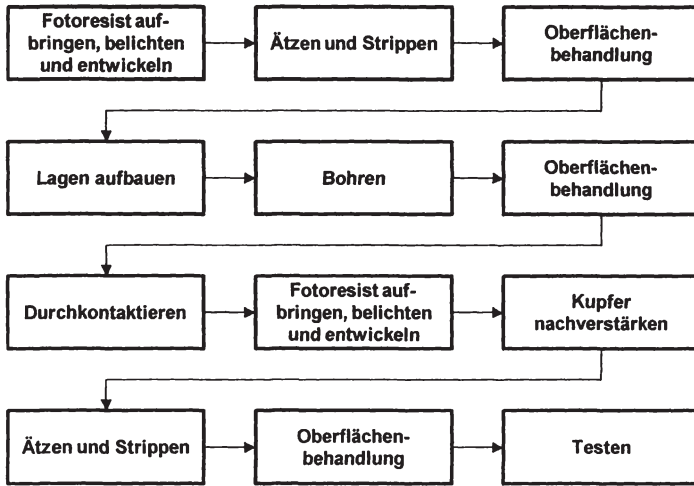 Fotoresist auf-
bringen, belichten
und entwickeln
Ätzen und Strippen
Oberflächen-
behandlung
Lagen aufbauen
Bohren
Oberflächen-
behandlung
Durchkontaktieren
Fotoresist auf-
bringen, belichten
und entwickeln
Kupfer
nachverstärken
Ätzen und Strippen
Oberflächen-
behandlung
Testen